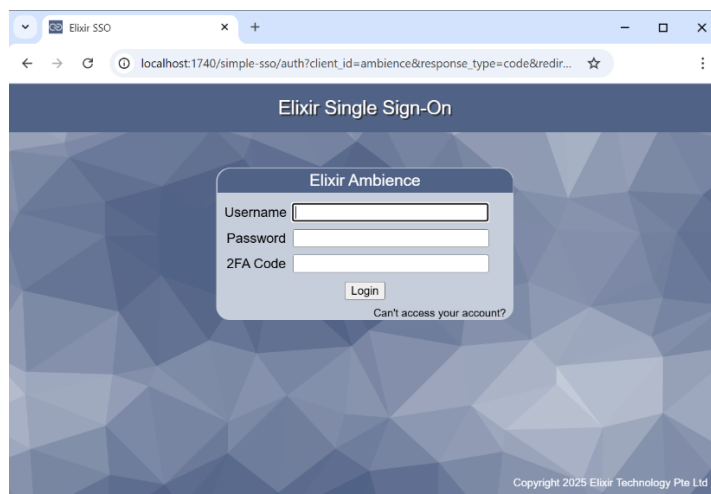 Elixir SSO
localhost:1740/simple-sso/auth?client_id=ambience&response_type=code&redir...
Elixir Single Sign-On
Elixir Ambience
Username
Password
2FA Code
Login
Can't access your account?
Copyright 2025 Elixir Technology Pte Ltd